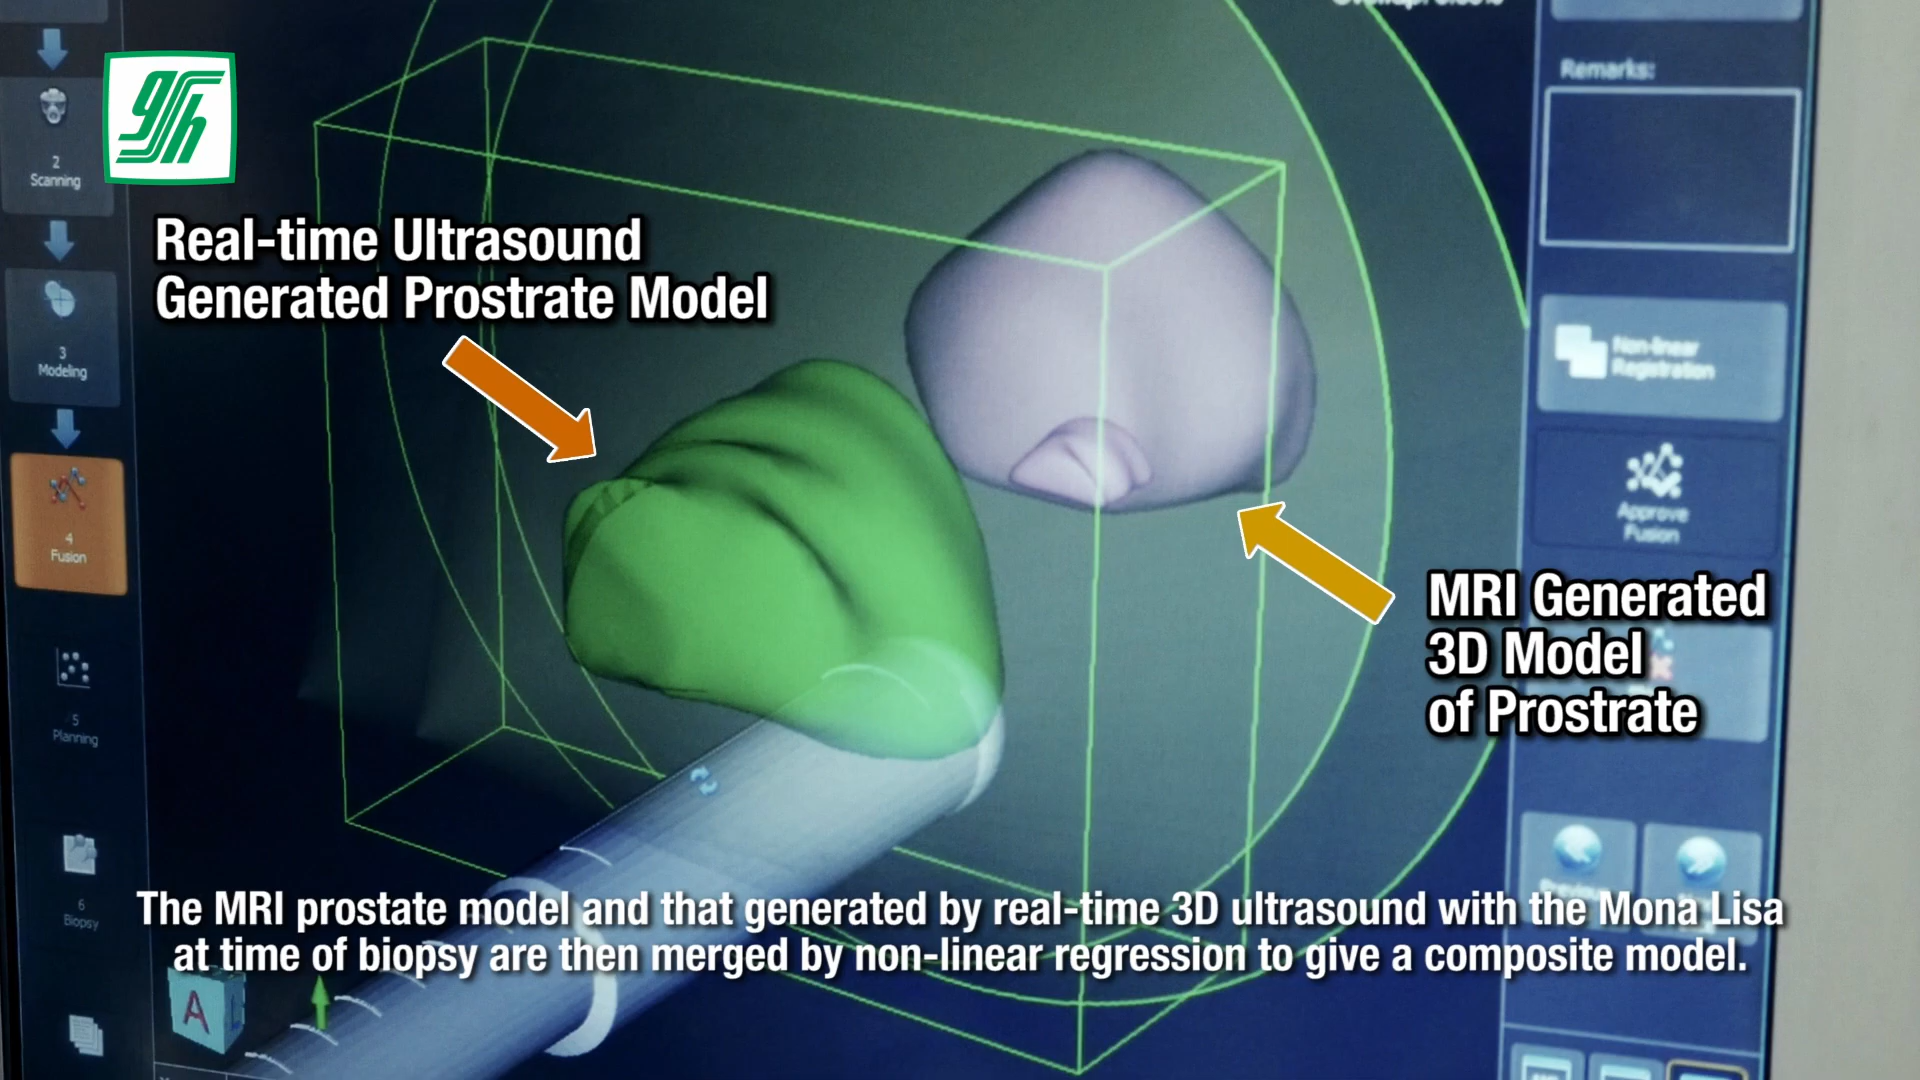 Remarks:
2
Scanning
Real-time Ultrasound
Generated Prostrate Model
3
Modeling
Non-linear
Registration
4
Fusion
Approve
Fusion
MRI Generated
3D Model
of Prostrate
5
Planning
6
Biopsy
The MRI prostate model and that generated by real-time 3D ultrasound with the Mona Lisa
at time of biopsy are then merged by non-linear regression to give a composite model.
A